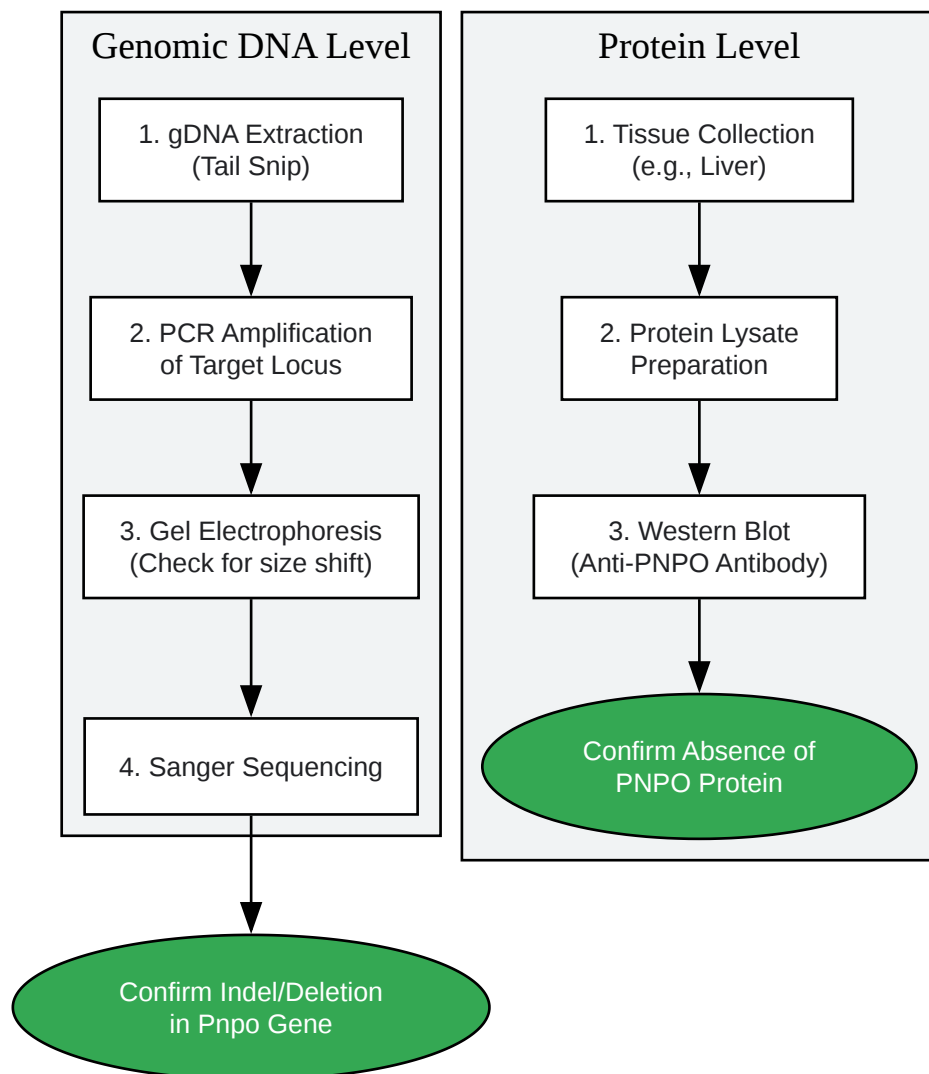 Genomic DNA Level
1. gDNA Extraction
(Tail Snip)
2. PCR Amplification
of Target Locus
3. Gel Electrophoresis
(Check for size shift)
4. Sanger Sequencing
Confirm Indel/Deletion
in Pnpo Gene
Protein Level
1. Tissue Collection
(e.g., Liver)
2. Protein Lysate
Preparation
3. Western Blot
(Anti-PNPO Antibody)
Confirm Absence of
PNPO Protein